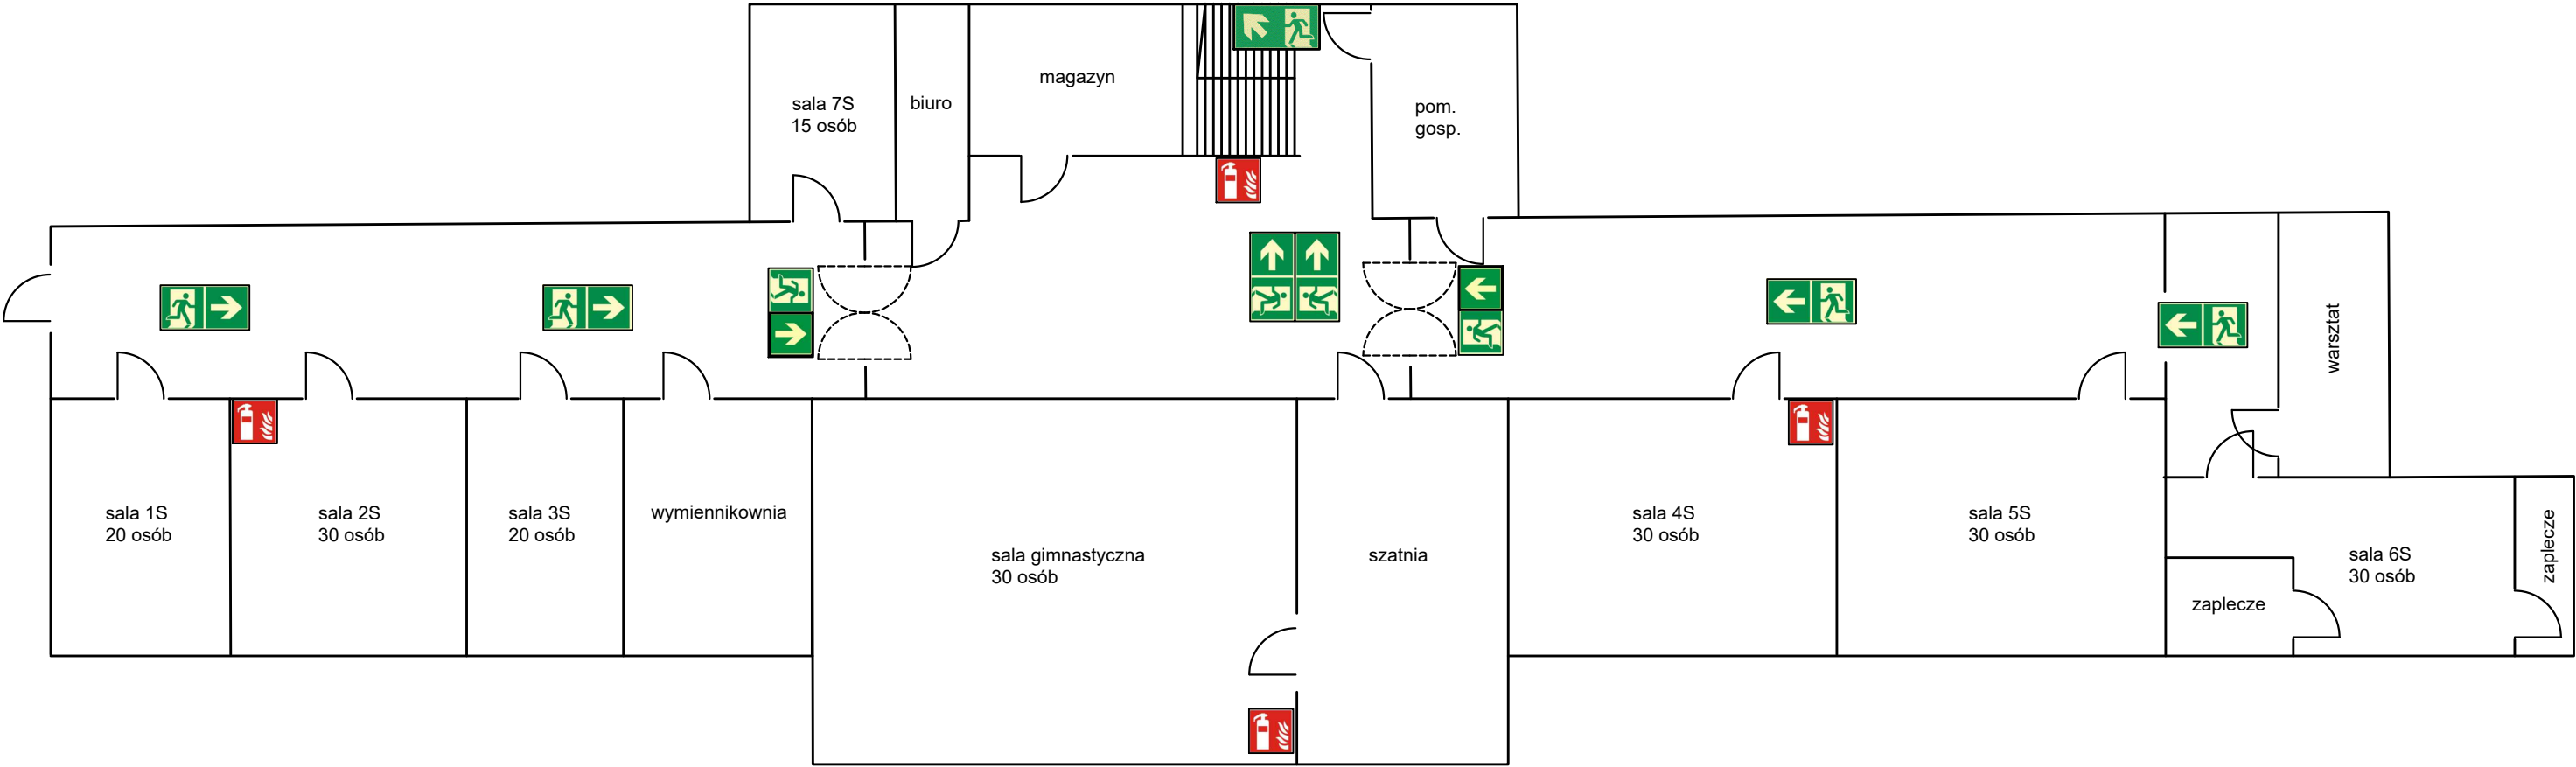 magazyn
sala 7S
15 osób
biuro
pom.
gosp.
warsztat
sala 1S
20 osób
sala 2S
30 osób
sala 3S
20 osób
wymiennikownia
sala gimnastyczna
30 osób
szatnia
sala 4S
30 osób
sala 5S
30 osób
sala 6S
30 osób
zaplecze
zaplecze